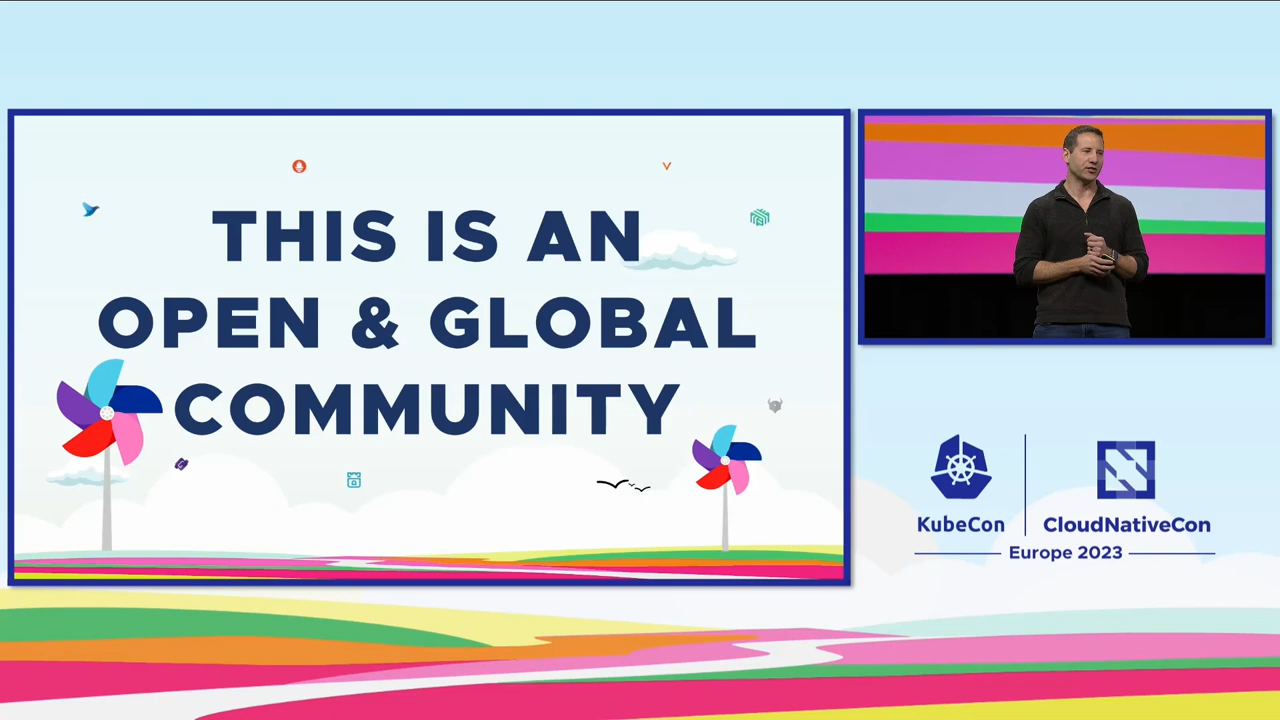 THIS IS AN
OPEN & GLOBAL
COMMUNITY
KubeCon
CloudNativeCon
Europe 2023